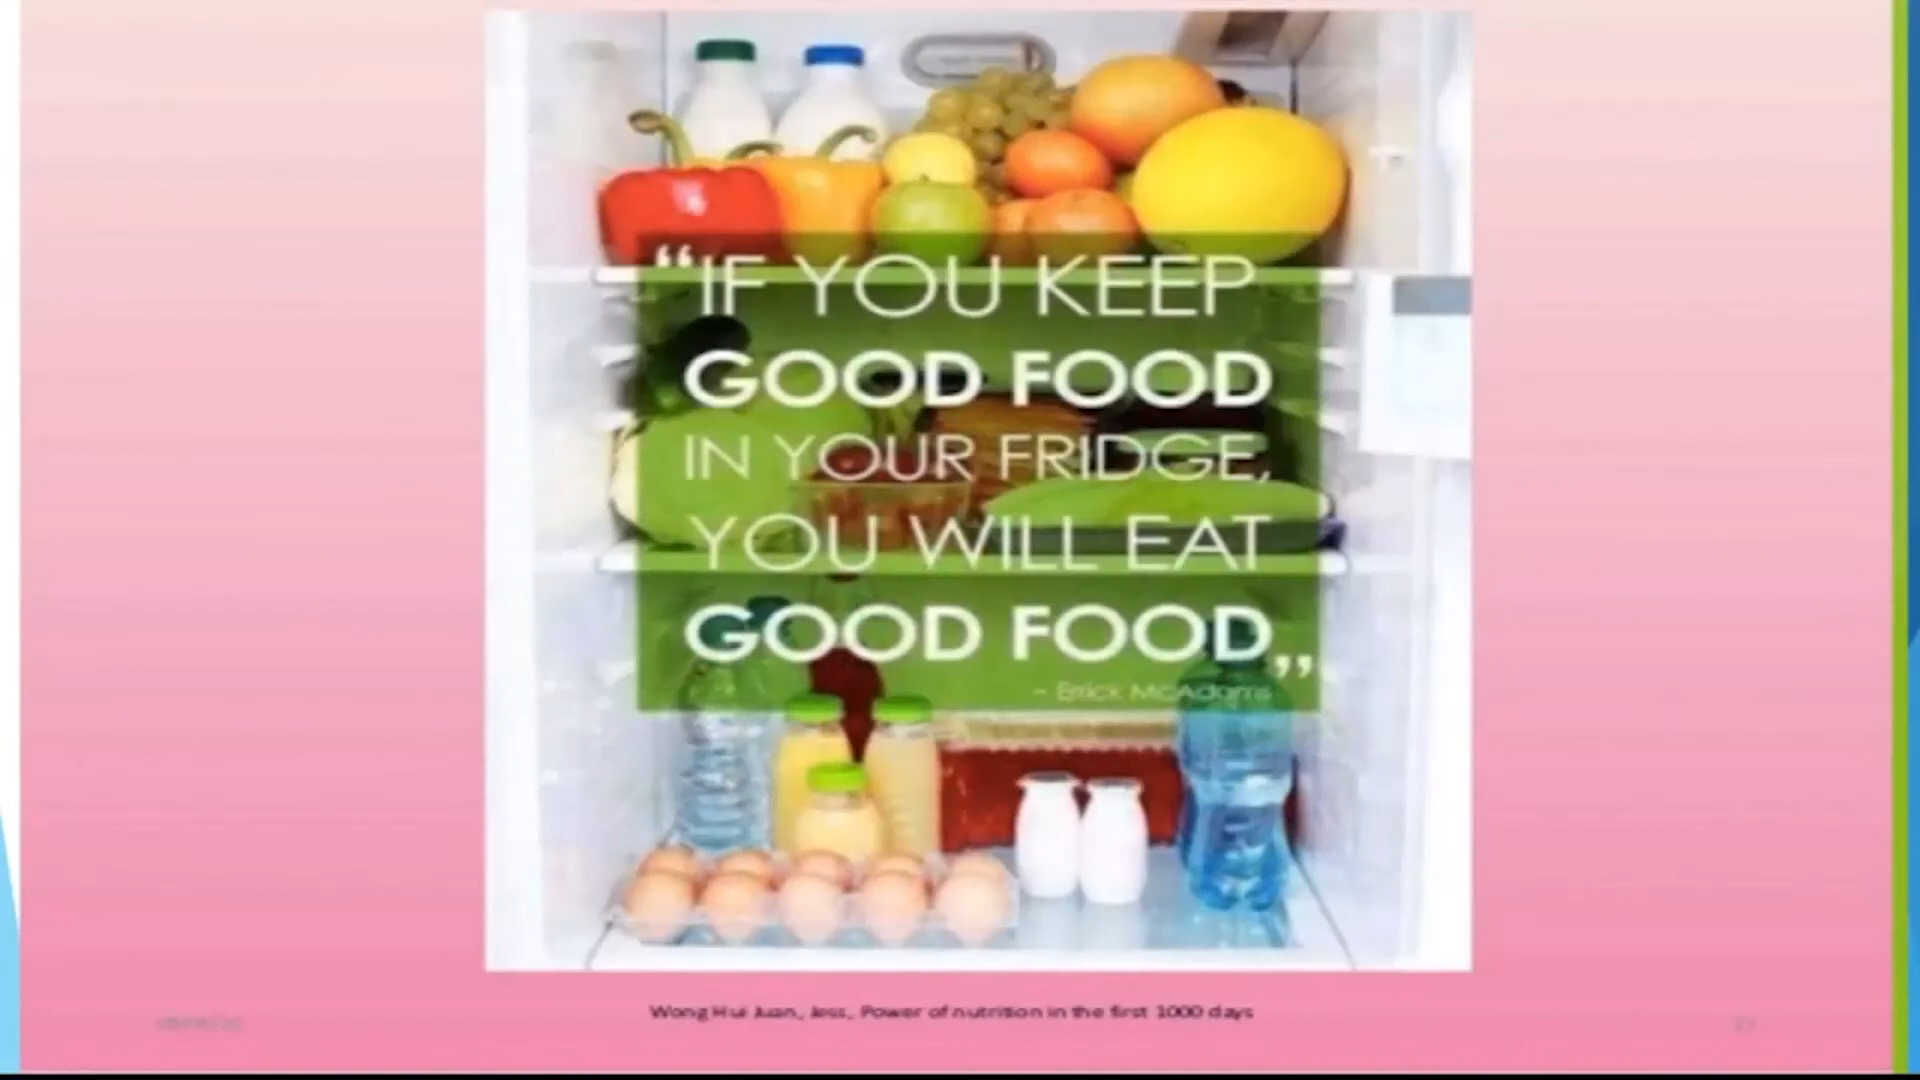 “IF YOU KEEP
GOOD FOOD
IN YOUR FRIDGE,
YOU WILL EAT
GOOD FOOD„
~ Errick McAdams
Wong Hui Juan, Jess, Power of nutrition in the first 1000 days